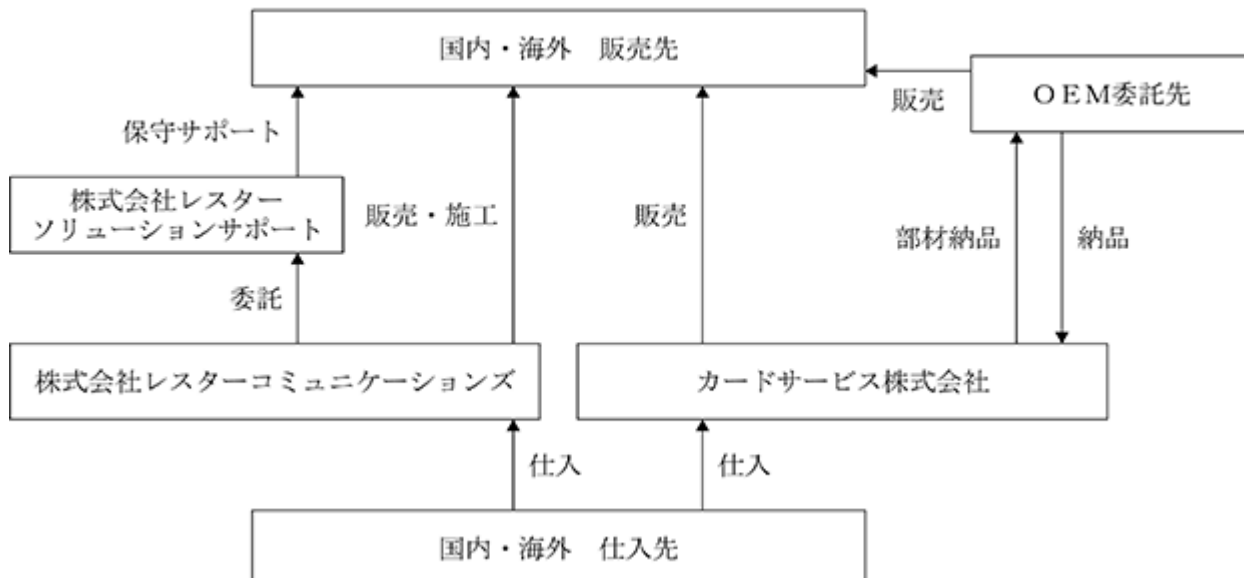 国内・海外　販売先
販売
ＯＥＭ委託先
保守サポート
株式会社レスター
ソリューションサポート
販売・施工
販売
部材納品
納品
委託
株式会社レスターコミュニケーションズ
カードサービス株式会社
仕入
仕入
国内・海外　仕入先